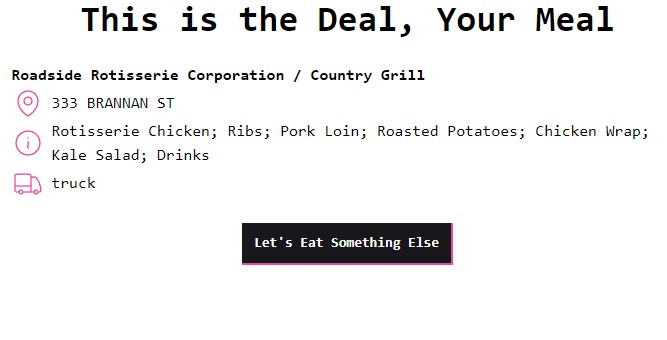 This is the Deal, Your Meal
Roadside Rotisserie Corporation / Country Grill
333 BRANNAN ST
Rotisserie Chicken; Ribs; Pork Loin; Roasted Potatoes; Chicken Wrap;
Kale Salad; Drinks
truck
Let's Eat Something Else